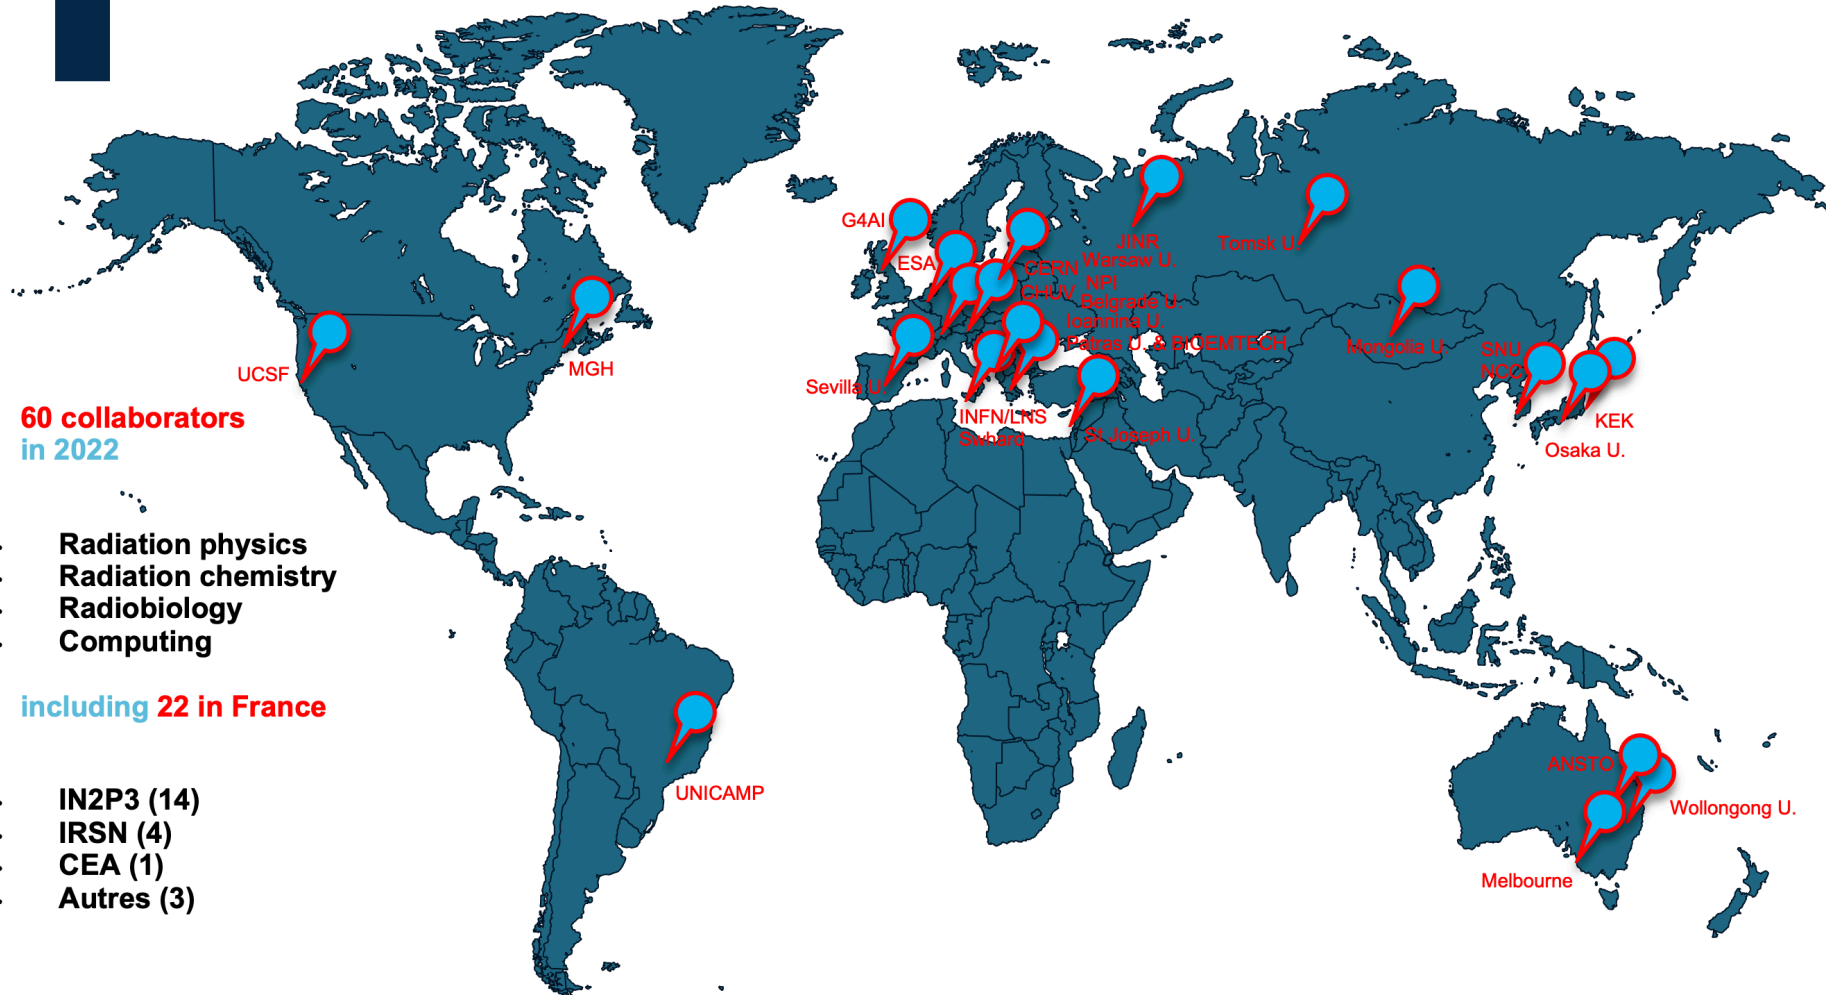 60 collaborators
in 2022
Radiation physics
Radiation chemistry
Radiobiology
Computing
including 22 in France
IN2P3 (14)
IRSN (4)
CEA (1)
Autres (3)
UCSF
MGH
UNICAMP
G4AI
ESA
CERN
CHUV
JINR
Warsaw U.
NPI
Belgrade U.
Ioannina U.
Patras U. & BIOEMTECH
Sevilla U.
INFN/LNS
Swhard
St Joseph U.
Tomsk U.
Mongolia U.
SNU
NCC
KEK
Osaka U.
ANSTO
Wollongong U.
Melbourne